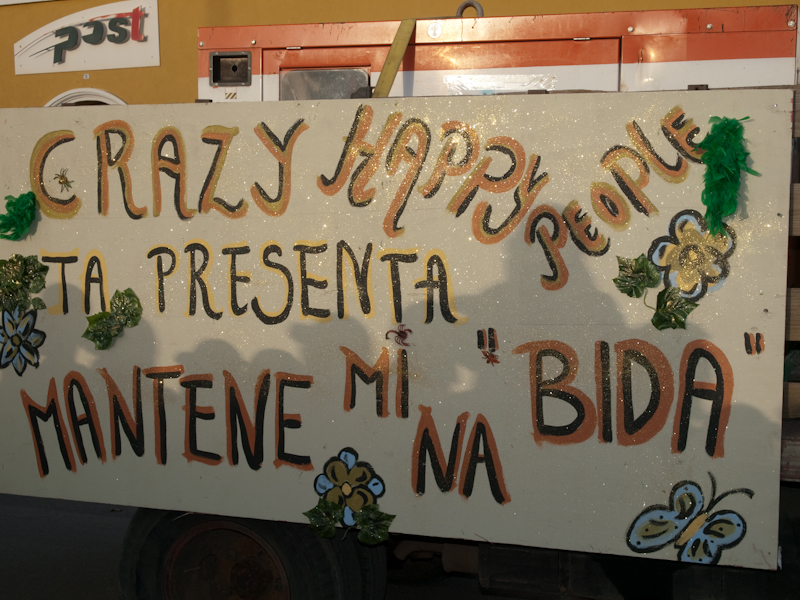 post
CRAZY HAPPY PEOPLE
TA PRESENTA
MANTENE MI NA "BIDA"